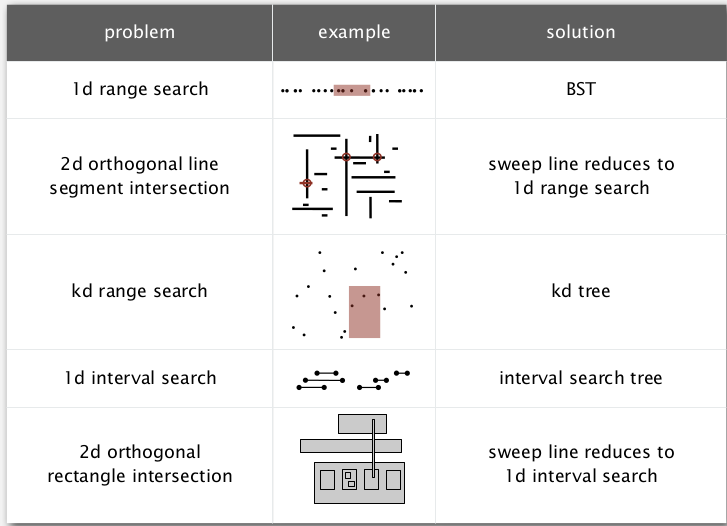 problem
example
solution
1d range search
BST
2d orthogonal line
segment intersection
sweep line reduces to
1d range search
kd range search
kd tree
1d interval search
interval search tree
2d orthogonal
rectangle intersection
sweep line reduces to
1d interval search